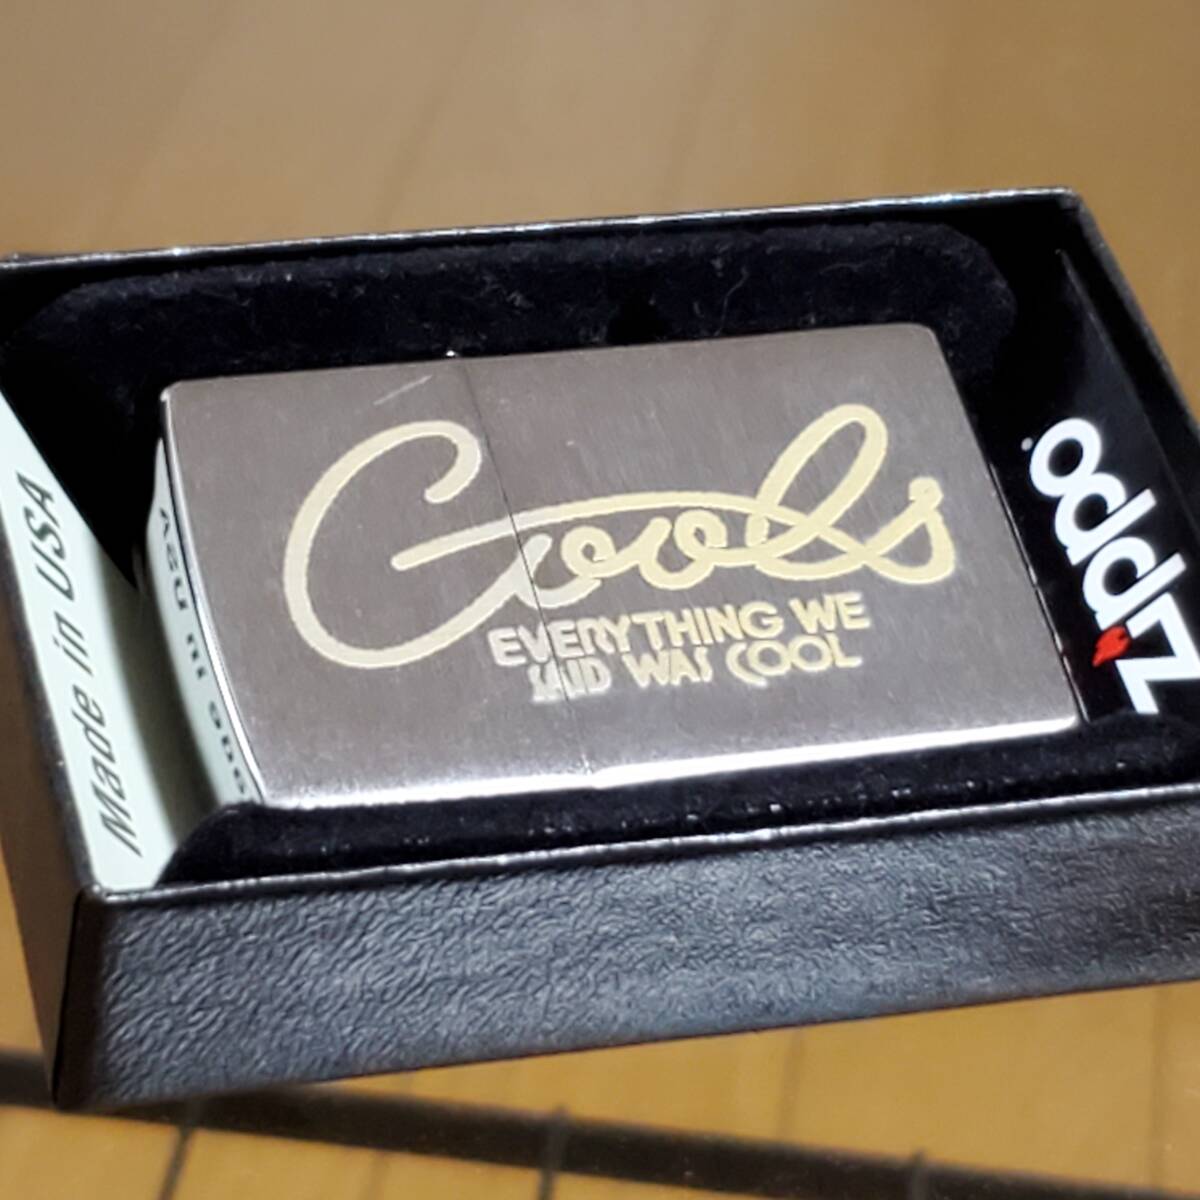 Cools
EVERYTHING WE
SAID WAS COOL
Made in USA
zippo